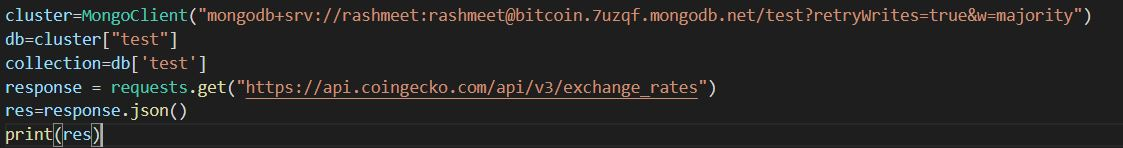 cluster=MongoClient("mongodb+srv://rashmeet:rashmeet@bitcoin.7uzqf.mongodb.net/test?retryWrites=true&w=majority")
db=cluster["test"]
collection=db['test']
response = requests.get("https://api.coingecko.com/api/v3/exchange_rates")
res=response.json()
print(res)